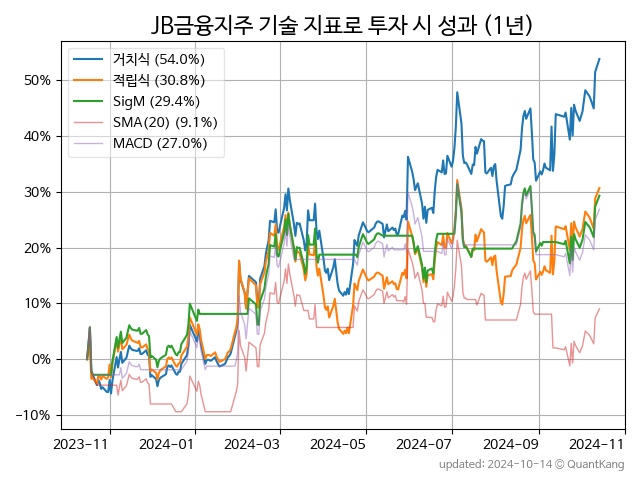 JB금융지주 기술 지표로 투자 시 성과 (1년)
거치식 (54.0%)
적립식 (30.8%)
SigM (29.4%)
SMA(20) (9.1%)
MACD (27.0%)
50%
40%
30%
20%
10%
0%
-10%
2023-11 2024-01 2024-03 2024-05 2024-07 2024-09 2024-11
updated: 2024-10-14 © QuantKang